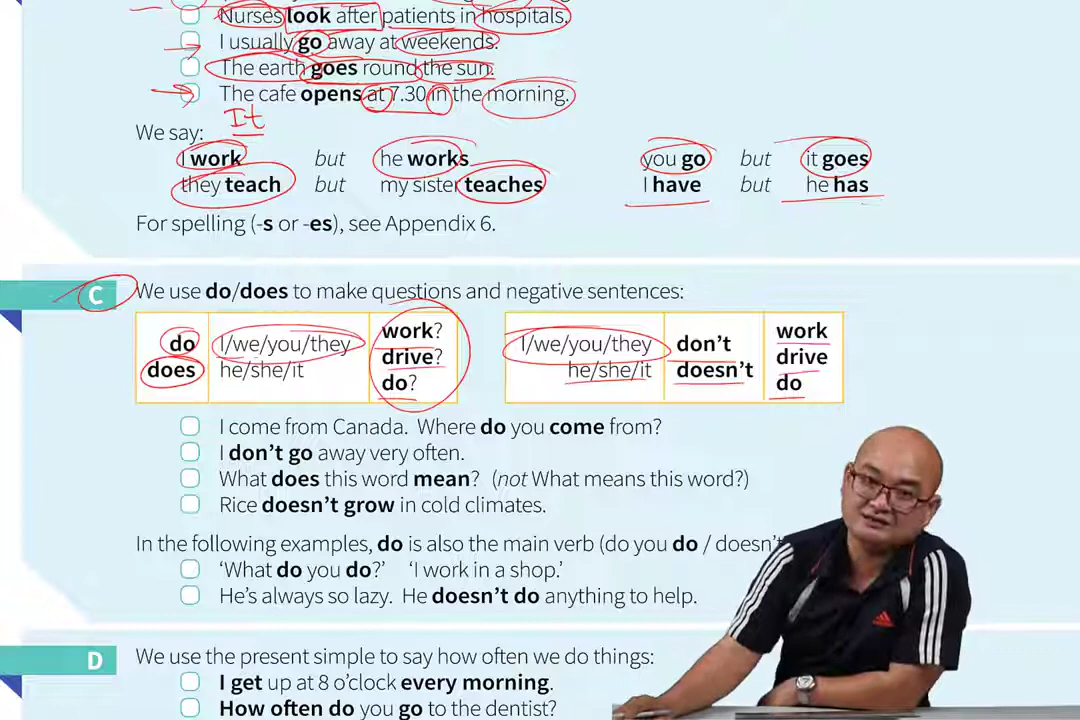 Nurses look after patients in hospitals.
I usually go away at weekends.
The earth goes round the sun.
The cafe opens at 7.30 in the morning.
It
We say:
I work but he works you go but it goes
they teach but my sister teaches I have but he has
For spelling (-s or -es), see Appendix 6.
C We use do/does to make questions and negative sentences:
do I/we/you/they work? I/we/you/they don't work
does he/she/it drive? he/she/it doesn't drive
do? do
I come from Canada. Where do you come from?
I don't go away very often.
What does this word mean? (not What means this word?)
Rice doesn't grow in cold climates.
In the following examples, do is also the main verb (do you do / doesn't
'What do you do?' 'I work in a shop.'
He's always so lazy. He doesn't do anything to help.
D We use the present simple to say how often we do things:
I get up at 8 o'clock every morning.
How often do you go to the dentist?